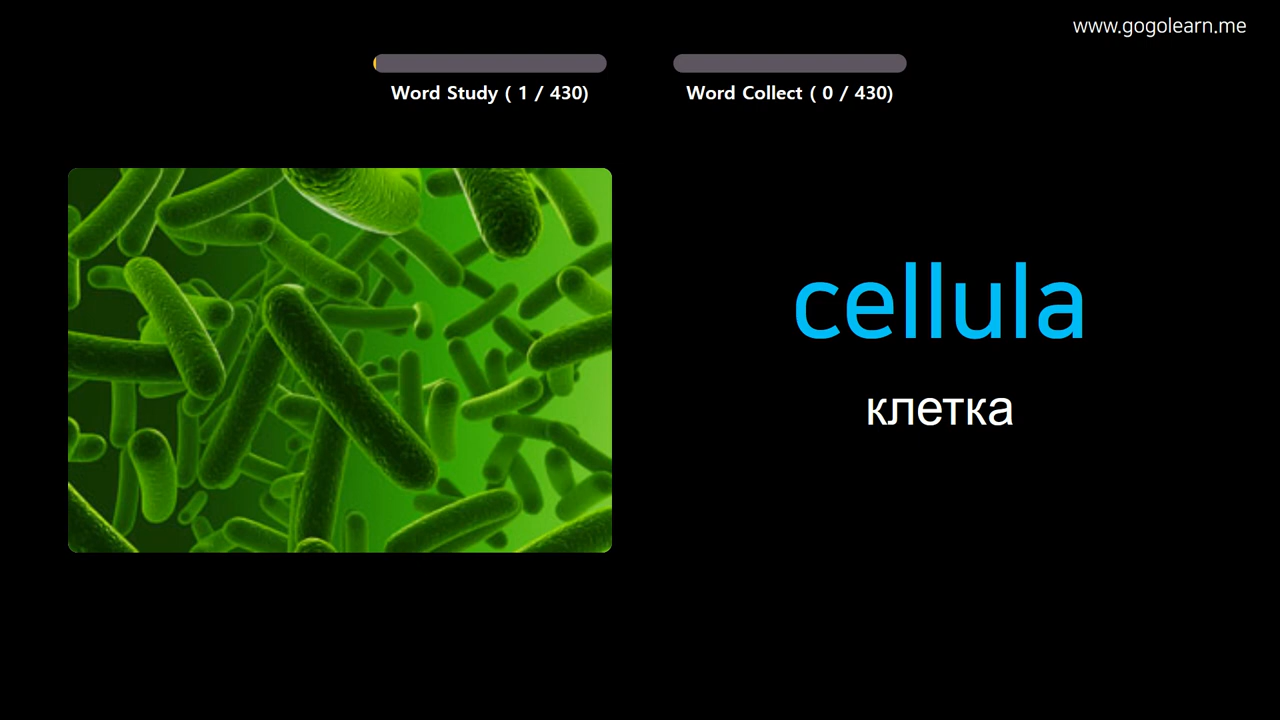 www.gogolearn.me
Word Study ( 1 / 430)
Word Collect ( 0 / 430)
cellula
клетка